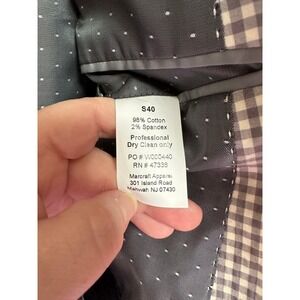 S40
98% Cotton
2% Spandex
Professional
Dry Clean only
PO # W000440
RN # 47338
Marcraft Apparel
301 Island Road
Mahwah NJ 07430